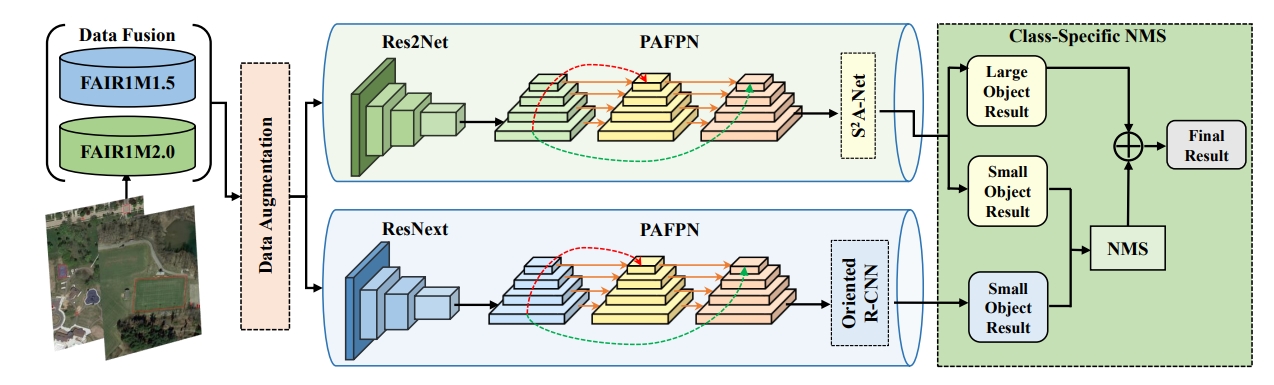 Data Fusion
FAIR1M1.5
FAIR1M2.0
Data Augmentation
Res2Net
PAFPN
S²A-Net
ResNext
PAFPN
Oriented
R-CNN
Class-Specific NMS
Large
Object
Result
Small
Object
Result
Small
Object
Result
NMS
Final
Result